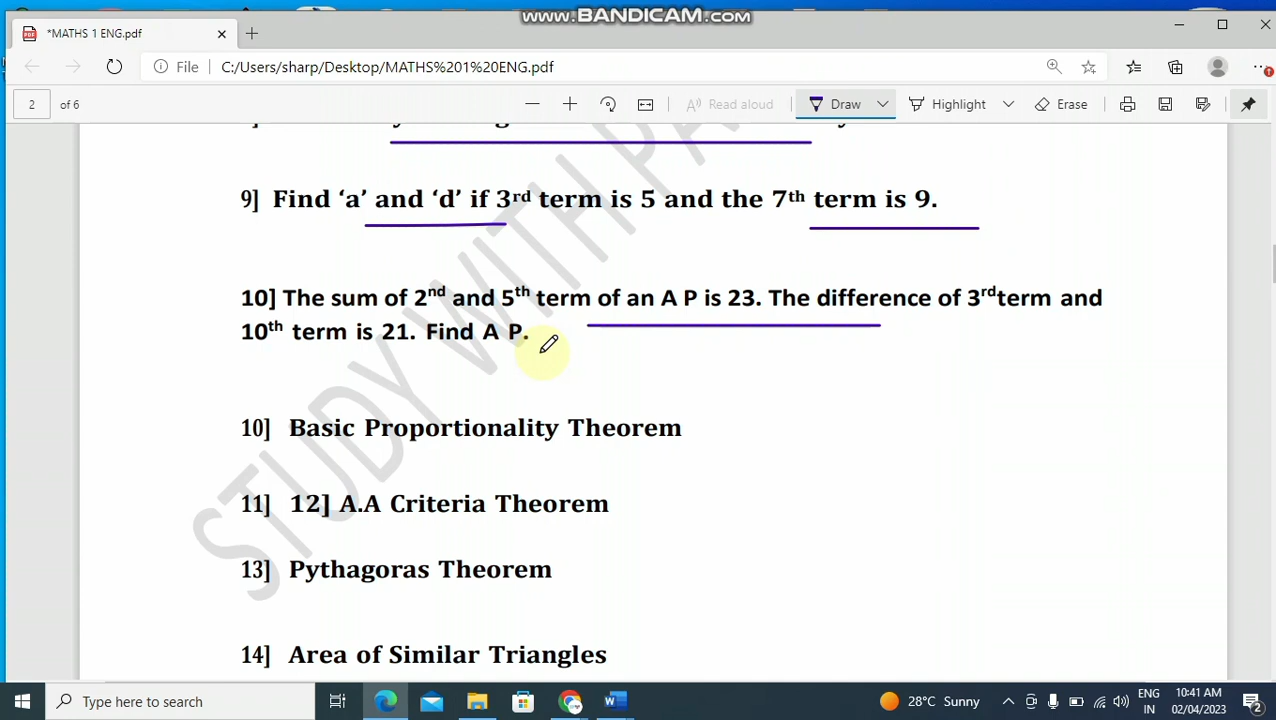 www.BANDICAM.com
*MATHS 1 ENG.pdf
File C:/Users/sharp/Desktop/MATHS%201%20ENG.pdf
2 of 6 Read aloud Draw Highlight Erase
9] Find ‘a’ and ‘d’ if 3rd term is 5 and the 7th term is 9.
10] The sum of 2nd and 5th term of an A P is 23. The difference of 3rdterm and
10th term is 21. Find A P.
10] Basic Proportionality Theorem
11] 12] A.A Criteria Theorem
13] Pythagoras Theorem
14] Area of Similar Triangles
STUDY WITH
Type here to search
28°C Sunny
ENG
IN
10:41 AM
02/04/2023
2